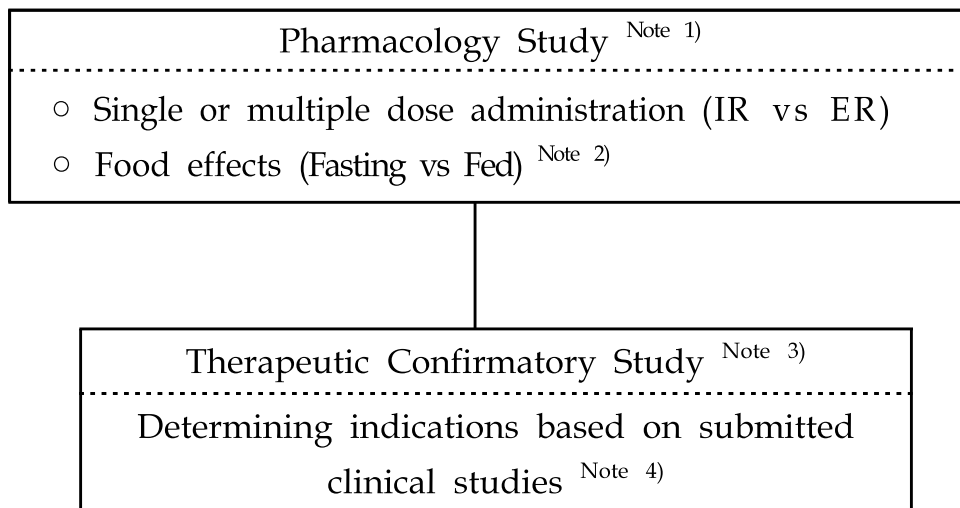 Pharmacology Study Note 1)
○ Single or multiple dose administration (IR vs ER)
○ Food effects (Fasting vs Fed) Note 2)
Therapeutic Confirmatory Study Note 3)
Determining indications based on submitted
clinical studies Note 4)